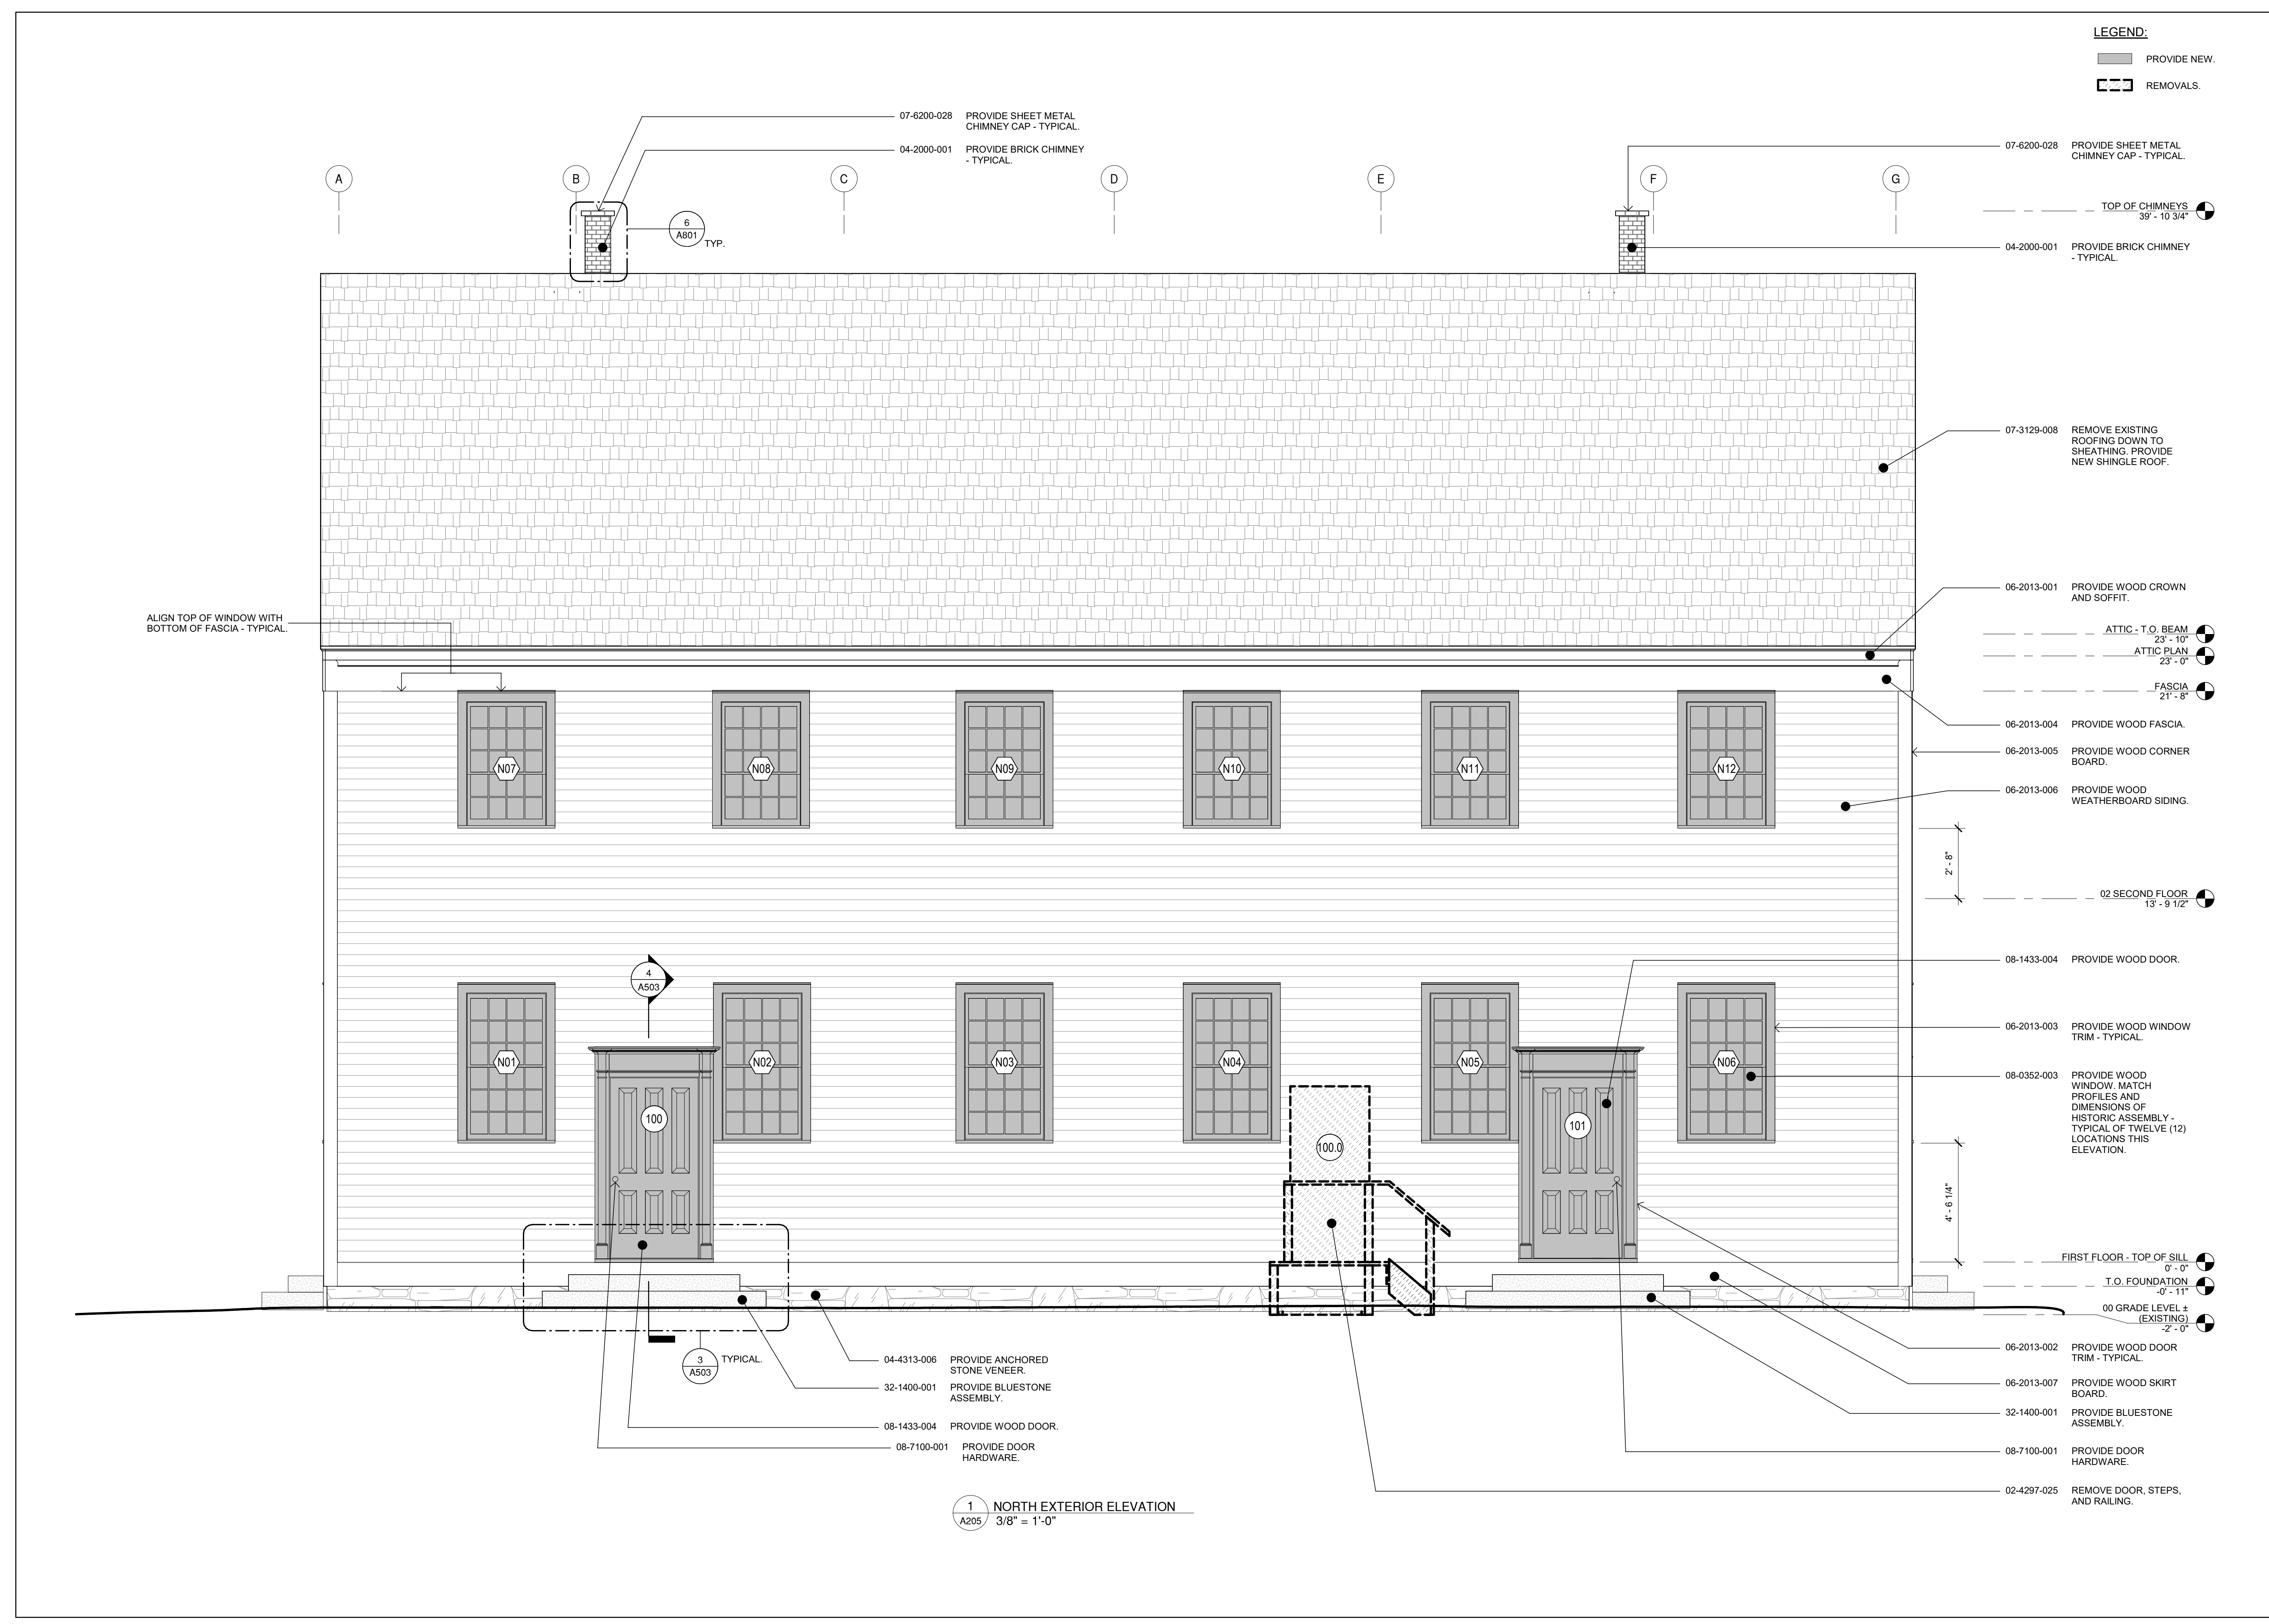 LEGEND:
PROVIDE NEW.
REMOVALS.
07-6200-028 PROVIDE SHEET METAL
CHIMNEY CAP - TYPICAL.
04-2000-001 PROVIDE BRICK CHIMNEY
- TYPICAL.
07-6200-028 PROVIDE SHEET METAL
CHIMNEY CAP - TYPICAL.
A
B
C
D
E
F
G
TOP OF CHIMNEYS
39' - 10 3/4"
6
A801
TYP.
04-2000-001 PROVIDE BRICK CHIMNEY
- TYPICAL.
07-3129-008 REMOVE EXISTING
ROOFING DOWN TO
SHEATHING. PROVIDE
NEW SHINGLE ROOF.
06-2013-001 PROVIDE WOOD CROWN
AND SOFFIT.
ALIGN TOP OF WINDOW WITH
BOTTOM OF FASCIA - TYPICAL.
ATTIC - T.O. BEAM
23' - 10"
ATTIC PLAN
23' - 0"
FASCIA
21' - 8"
06-2013-004 PROVIDE WOOD FASCIA.
06-2013-005 PROVIDE WOOD CORNER
BOARD.
N07
N08
N09
N10
N11
N12
06-2013-006 PROVIDE WOOD
WEATHERBOARD SIDING.
2' - 8"
02 SECOND FLOOR
13' - 9 1/2"
4
A503
08-1433-004 PROVIDE WOOD DOOR.
06-2013-003 PROVIDE WOOD WINDOW
TRIM - TYPICAL.
N01
N02
N03
N04
N05
N06
08-0352-003 PROVIDE WOOD
WINDOW. MATCH
PROFILES AND
DIMENSIONS OF
HISTORIC ASSEMBLY -
TYPICAL OF TWELVE (12)
LOCATIONS THIS
ELEVATION.
100
101
100.0
4' - 6 1/4"
FIRST FLOOR - TOP OF SILL
0' - 0"
T.O. FOUNDATION
-0' - 11"
00 GRADE LEVEL ±
(EXISTING)
-2' - 0"
3
A503
TYPICAL.
04-4313-006 PROVIDE ANCHORED
STONE VENEER.
32-1400-001 PROVIDE BLUESTONE
ASSEMBLY.
08-1433-004 PROVIDE WOOD DOOR.
08-7100-001 PROVIDE DOOR
HARDWARE.
06-2013-002 PROVIDE WOOD DOOR
TRIM - TYPICAL.
06-2013-007 PROVIDE WOOD SKIRT
BOARD.
32-1400-001 PROVIDE BLUESTONE
ASSEMBLY.
08-7100-001 PROVIDE DOOR
HARDWARE.
02-4297-025 REMOVE DOOR, STEPS,
AND RAILING.
1
A205
NORTH EXTERIOR ELEVATION
3/8" = 1'-0"